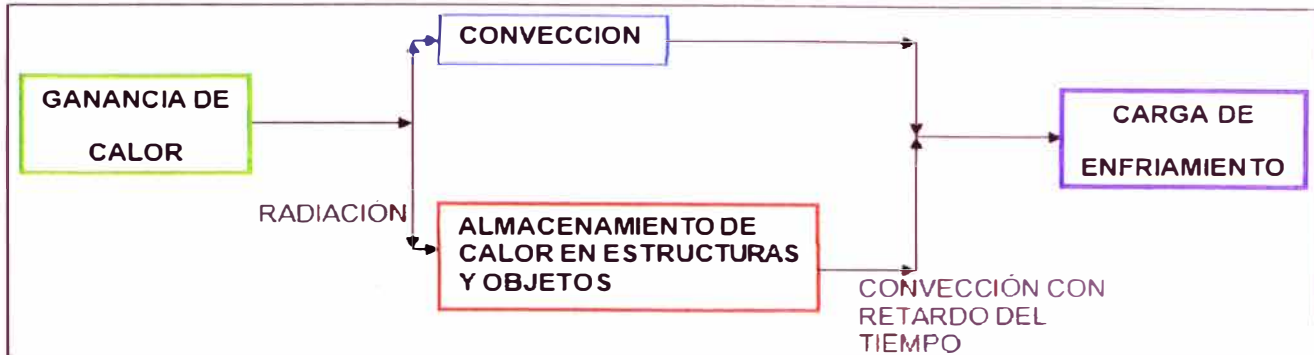 CONVECCION
GANANCIA DE
CALOR
CARGA DE
ENFRIAMIENTO
RADIACIÓN
ALMACENAMIENTO DE
CALOR EN ESTRUCTURAS
Y OBJETOS
CONVECCIÓN CON
RETARDO DEL
TIEMPO